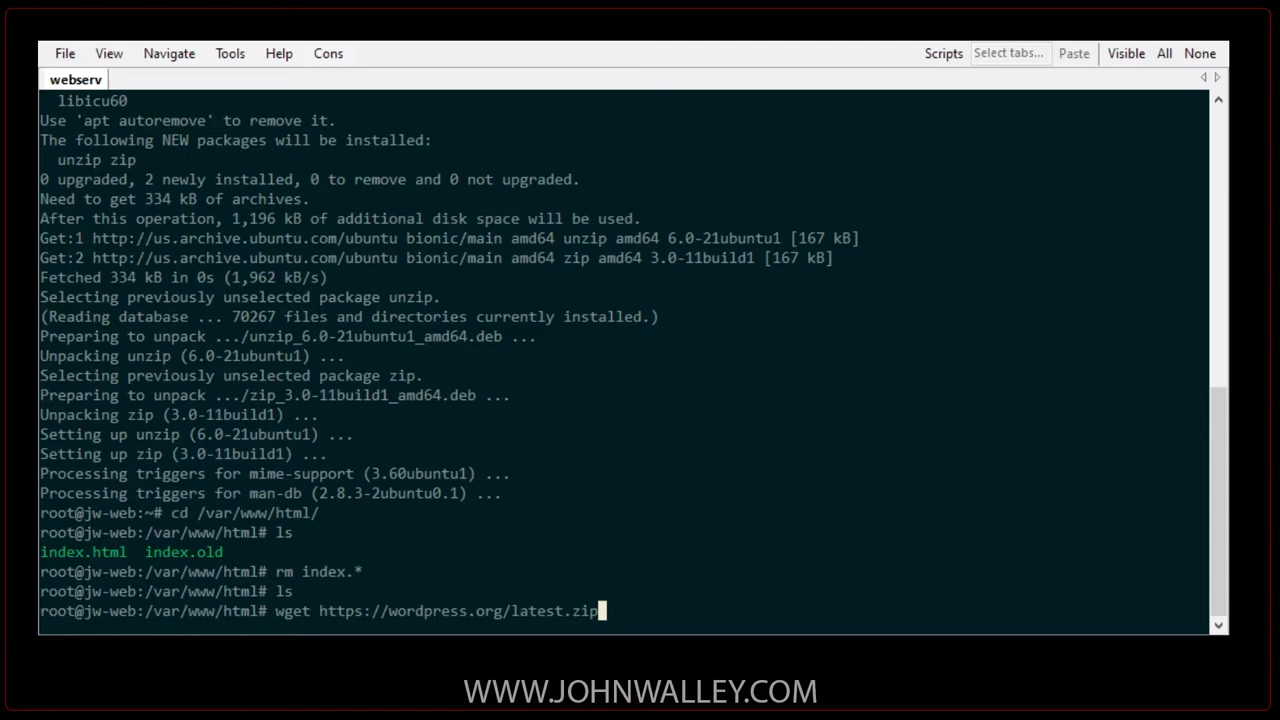 File View Navigate Tools Help Cons Scripts Select tabs... Paste Visible All None
webserv
libicu60
Use 'apt autoremove' to remove it.
The following NEW packages will be installed:
unzip zip
0 upgraded, 2 newly installed, 0 to remove and 0 not upgraded.
Need to get 334 kB of archives.
After this operation, 1,196 kB of additional disk space will be used.
Get:1 http://us.archive.ubuntu.com/ubuntu bionic/main amd64 unzip amd64 6.0-21ubuntu1 [167 kB]
Get:2 http://us.archive.ubuntu.com/ubuntu bionic/main amd64 zip amd64 3.0-11build1 [167 kB]
Fetched 334 kB in 0s (1,962 kB/s)
Selecting previously unselected package unzip.
(Reading database ... 70267 files and directories currently installed.)
Preparing to unpack .../unzip_6.0-21ubuntu1_amd64.deb ...
Unpacking unzip (6.0-21ubuntu1) ...
Selecting previously unselected package zip.
Preparing to unpack .../zip_3.0-11build1_amd64.deb ...
Unpacking zip (3.0-11build1) ...
Setting up unzip (6.0-21ubuntu1) ...
Setting up zip (3.0-11build1) ...
Processing triggers for mime-support (3.60ubuntu1) ...
Processing triggers for man-db (2.8.3-2ubuntu0.1) ...
root@jw-web:~# cd /var/www/html/
root@jw-web:/var/www/html# ls
index.html index.old
root@jw-web:/var/www/html# rm index.*
root@jw-web:/var/www/html# ls
root@jw-web:/var/www/html# wget https://wordpress.org/latest.zip
WWW.JOHNWALLEY.COM